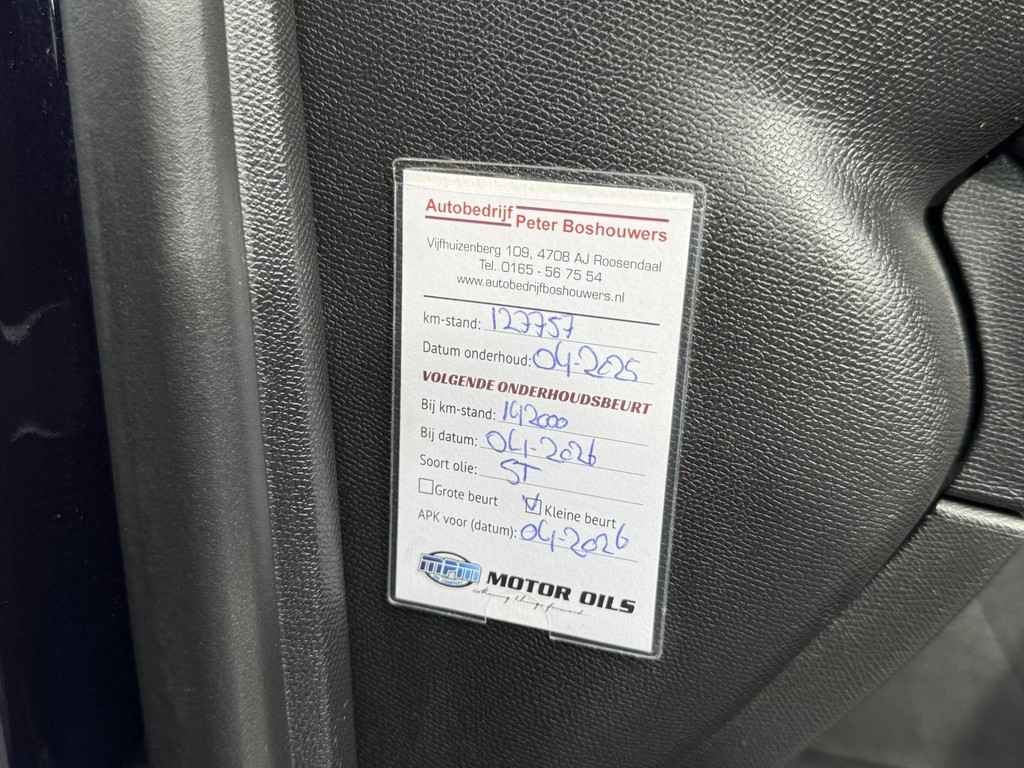 Autobedrijf Peter Boshouwers
Vijfhuizenberg 109, 4708 AJ Roosendaal
Tel. 0165 - 56 75 54
www.autobedrijfboshouwers.nl
km-stand: 127757
Datum onderhoud: 04-2025
VOLGENDE ONDERHOUDSBEURT
Bij km-stand: 142000
Bij datum: 04-2026
Soort olie: 5T
Grote beurt Kleine beurt
APK voor (datum): 04-2026
MPM MOTOR OILS